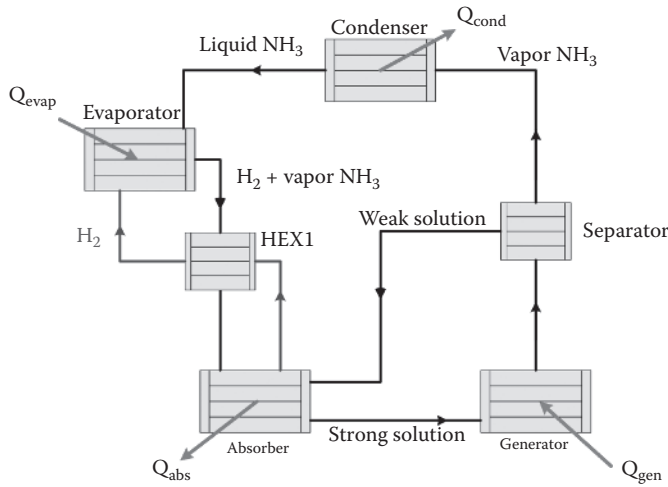 Condenser
Q_cond
Liquid NH₃
Vapor NH₃
Q_evap
Evaporator
H₂ + vapor NH₃
Weak solution
H₂
HEX1
Separator
Absorber
Strong solution
Generator
Q_abs
Q_gen